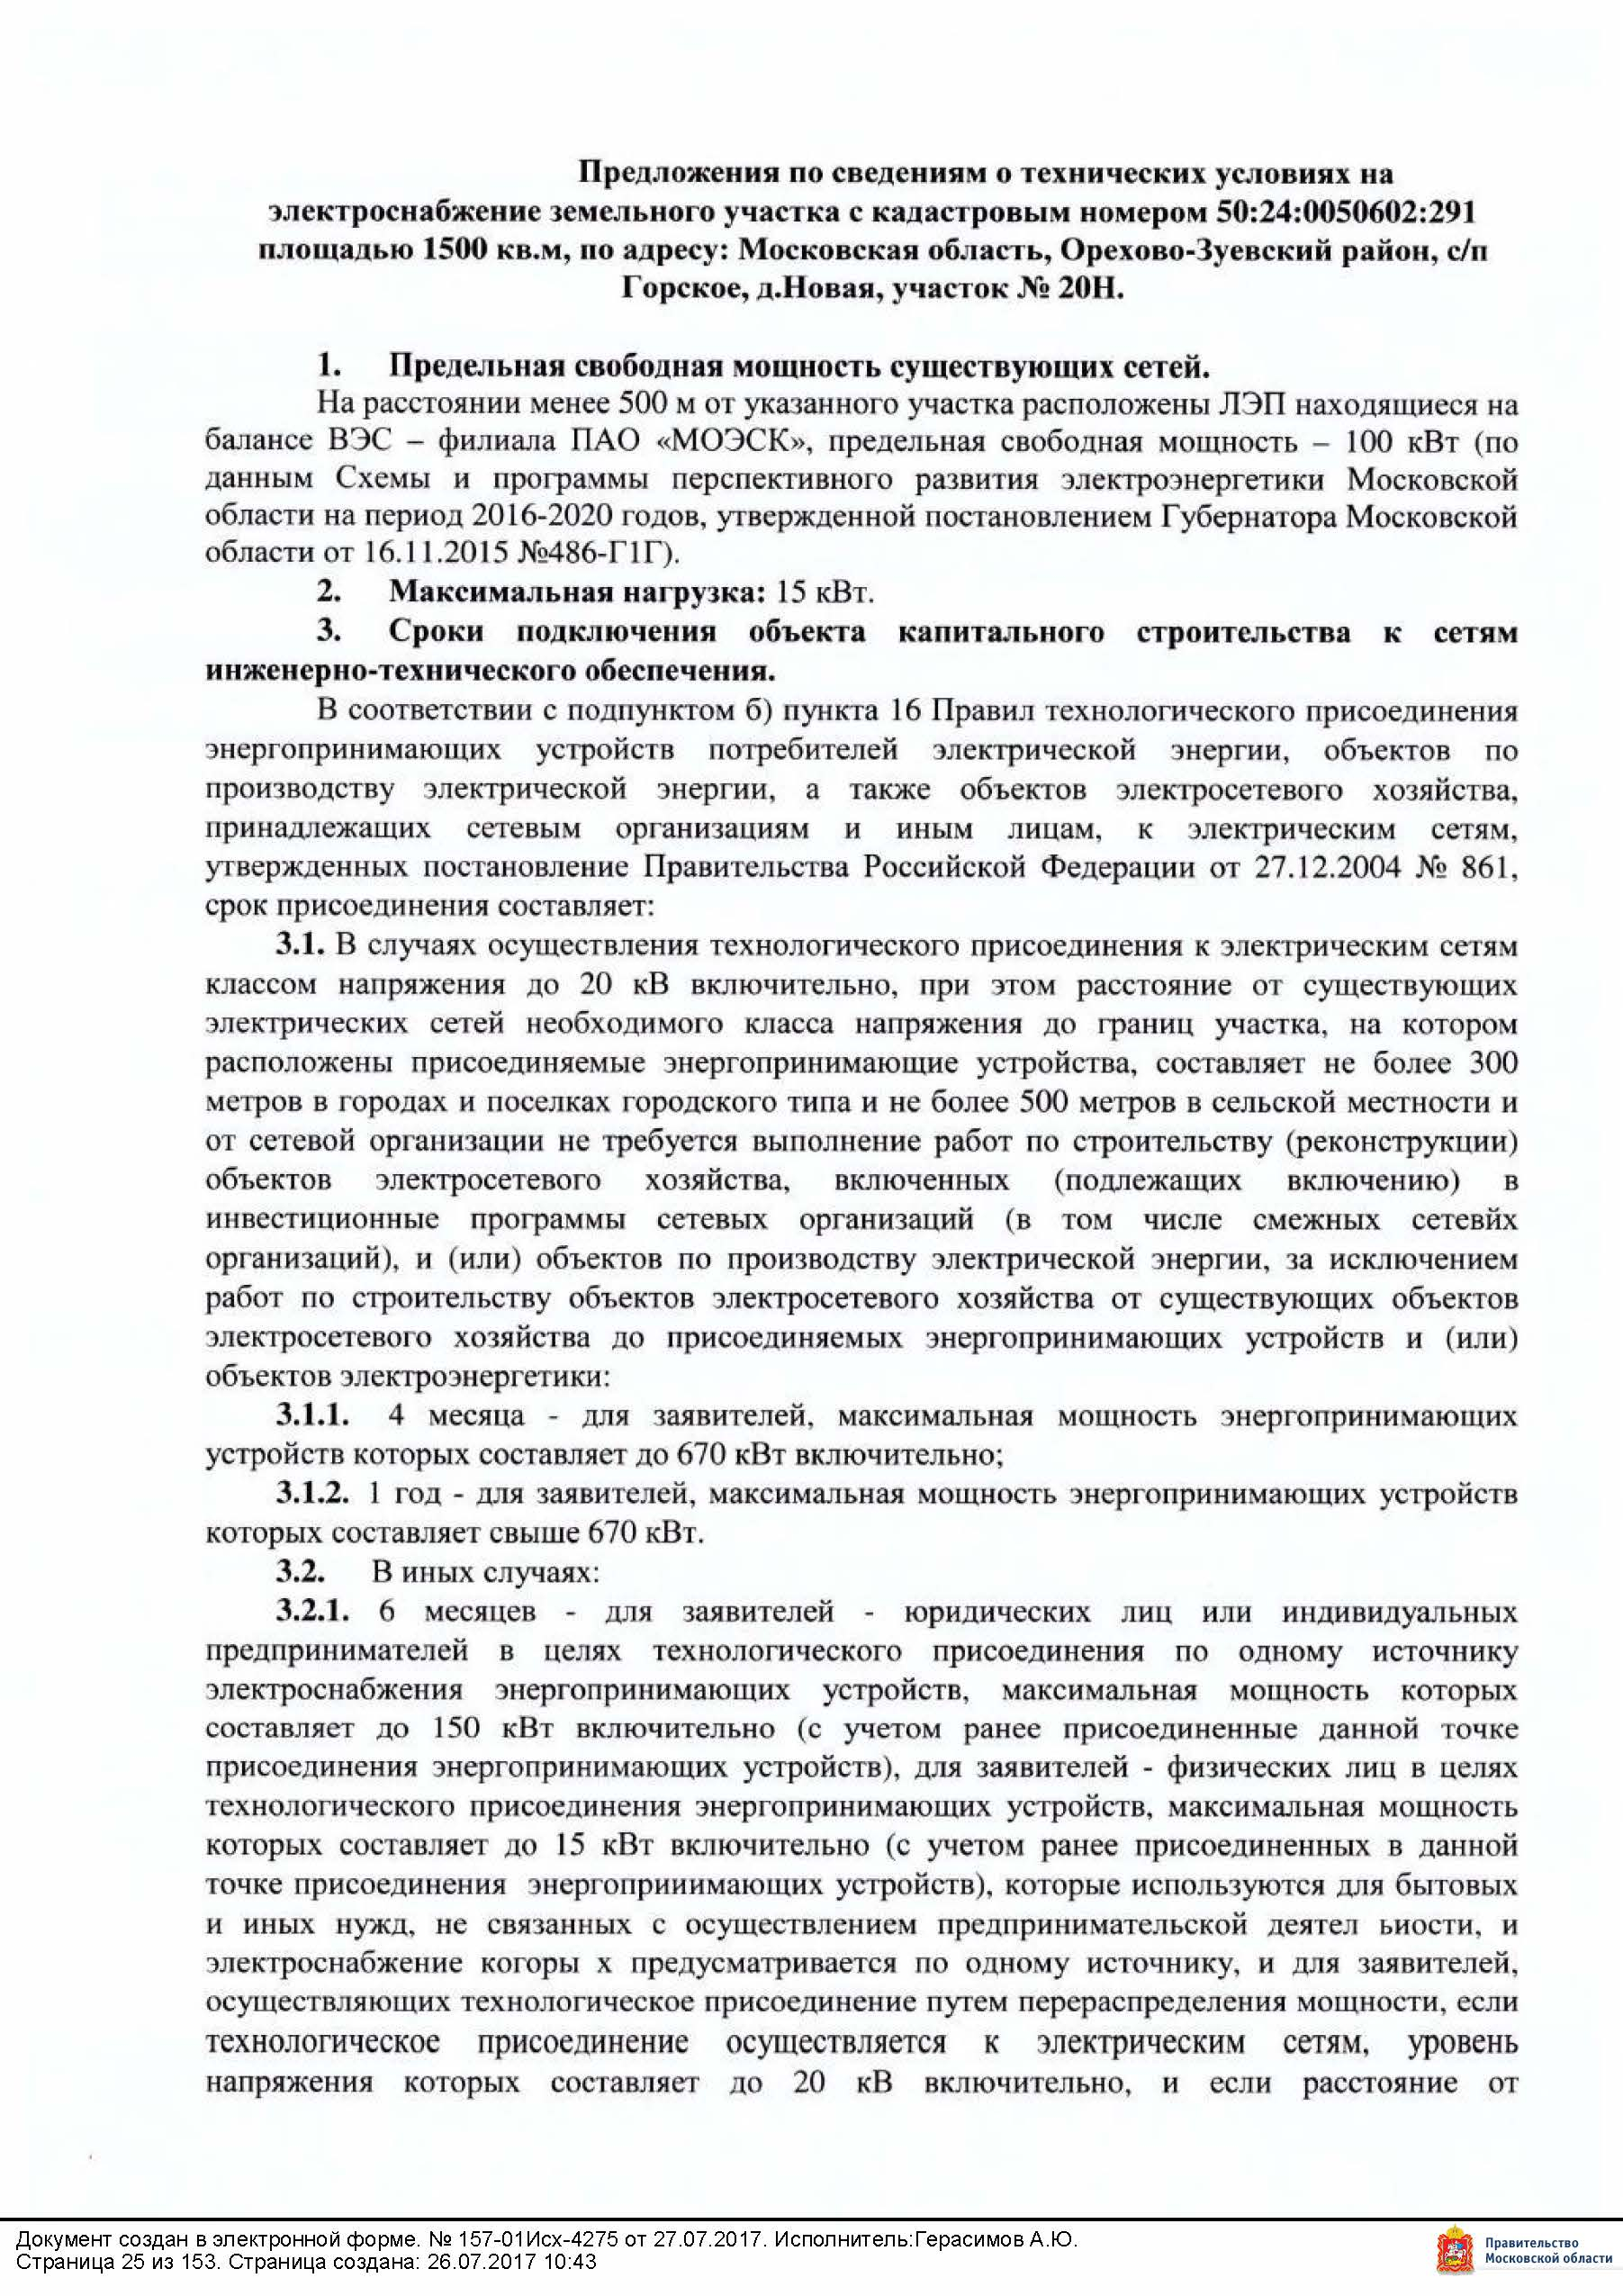 Предложения по сведениям о технических условиях на
электроснабжение земельного участка с кадастровым номером 50:24:0050602:291
площадью 1500 кв.м, по адресу: Московская область, Орехово-Зуевский район, с/п
Горское, д.Новая, участок № 20Н.
1. Предельная свободная мощность существующих сетей.
На расстоянии менее 500 м от указанного участка расположены ЛЭП находящиеся на
балансе ВЭС – филиала ПАО «МОЭСК», предельная свободная мощность – 100 кВт (по
данным Схемы и программы перспективного развития электроэнергетики Московской
области на период 2016-2020 годов, утвержденной постановлением Губернатора Московской
области от 16.11.2015 №486-Г1Г).
2. Максимальная нагрузка: 15 кВт.
3. Сроки подключения объекта капитального строительства к сетям
инженерно-технического обеспечения.
В соответствии с подпунктом б) пункта 16 Правил технологического присоединения
энергопринимающих устройств потребителей электрической энергии, объектов по
производству электрической энергии, а также объектов электросетевого хозяйства,
принадлежащих сетевым организациям и иным лицам, к электрическим сетям,
утвержденных постановление Правительства Российской Федерации от 27.12.2004 № 861,
срок присоединения составляет:
3.1. В случаях осуществления технологического присоединения к электрическим сетям
классом напряжения до 20 кВ включительно, при этом расстояние от существующих
электрических сетей необходимого класса напряжения до границ участка, на котором
расположены присоединяемые энергопринимающие устройства, составляет не более 300
метров в городах и поселках городского типа и не более 500 метров в сельской местности и
от сетевой организации не требуется выполнение работ по строительству (реконструкции)
объектов электросетевого хозяйства, включенных (подлежащих включению) в
инвестиционные программы сетевых организаций (в том числе смежных сетевйх
организаций), и (или) объектов по производству электрической энергии, за исключением
работ по строительству объектов электросетевого хозяйства от существующих объектов
электросетевого хозяйства до присоединяемых энергопринимающих устройств и (или)
объектов электроэнергетики:
3.1.1. 4 месяца - для заявителей, максимальная мощность энергопринимающих
устройств которых составляет до 670 кВт включительно;
3.1.2. 1 год - для заявителей, максимальная мощность энергопринимающих устройств
которых составляет свыше 670 кВт.
3.2. В иных случаях:
3.2.1. 6 месяцев - для заявителей - юридических лиц или индивидуальных
предпринимателей в целях технологического присоединения по одному источнику
электроснабжения энергопринимающих устройств, максимальная мощность которых
составляет до 150 кВт включительно (с учетом ранее присоединенные данной точке
присоединения энергопринимающих устройств), для заявителей - физических лиц в целях
технологического присоединения энергопринимающих устройств, максимальная мощность
которых составляет до 15 кВт включительно (с учетом ранее присоединенных в данной
точке присоединения энергоприиимающих устройств), которые используются для бытовых
и иных нужд, не связанных с осуществлением предпринимательской деятел ьиости, и
электроснабжение когоры х предусматривается по одному источнику, и для заявителей,
осуществляющих технологическое присоединение путем перераспределения мощности, если
технологическое присоединение осуществляется к электрическим сетям, уровень
напряжения которых составляет до 20 кВ включительно, и если расстояние от
Документ создан в электронной форме. № 157-01Исх-4275 от 27.07.2017. Исполнитель:Герасимов А.Ю.
Страница 25 из 153. Страница создана: 26.07.2017 10:43
Правительство
Московской области